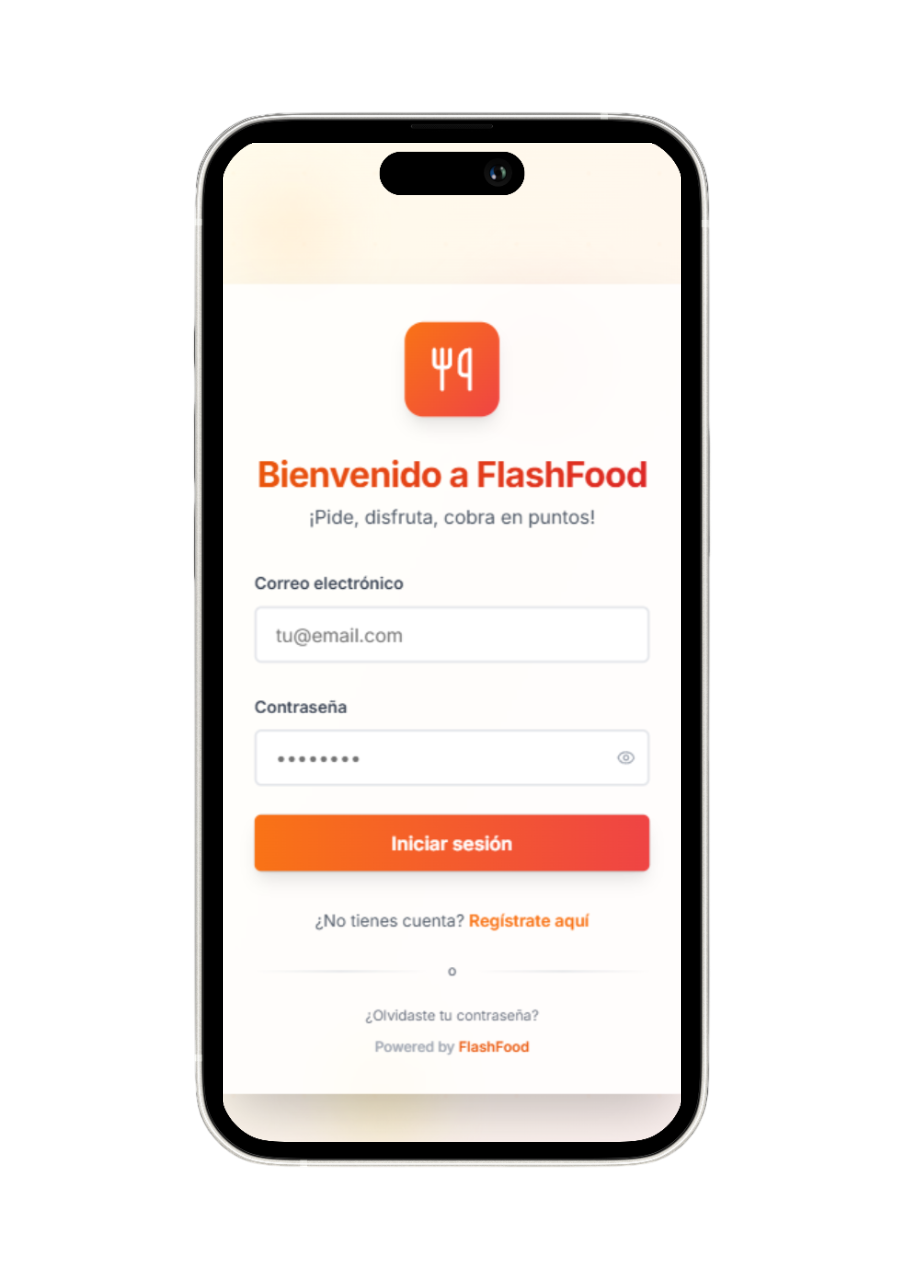 Bienvenido a FlashFood
¡Pide, disfruta, cobra en puntos!
Correo electrónico
tu@email.com
Contraseña
••••••••
Iniciar sesión
¿No tienes cuenta? Regístrate aquí
o
¿Olvidaste tu contraseña?
Powered by FlashFood